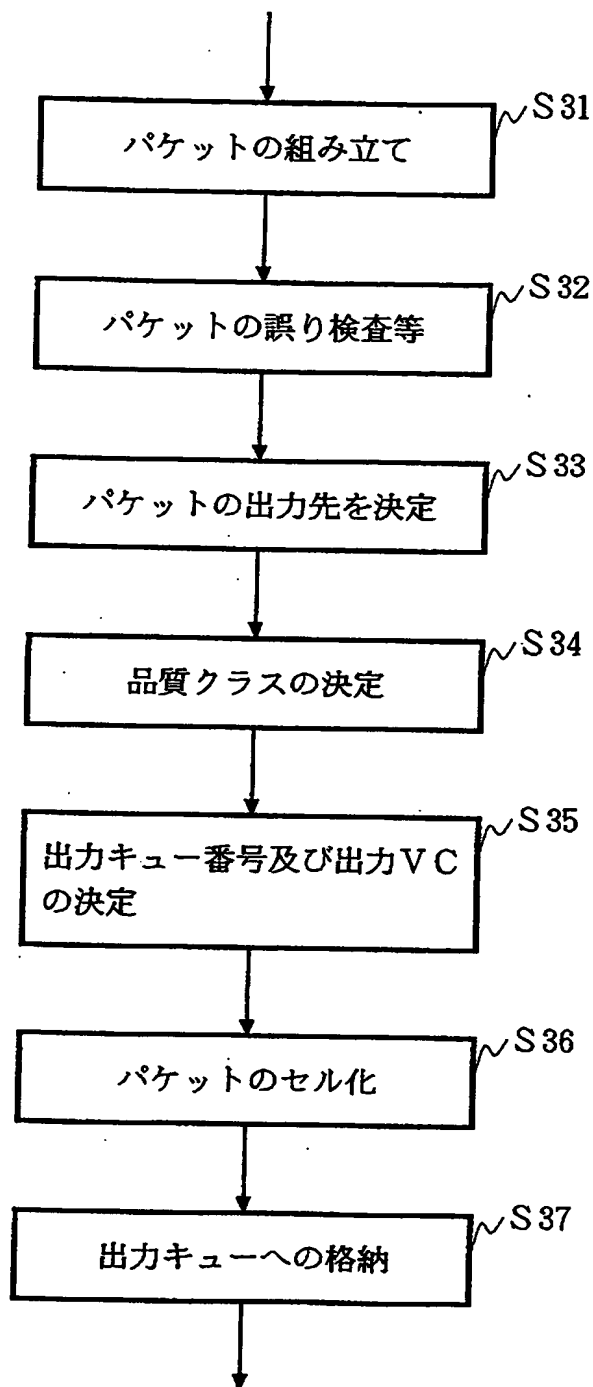 S31
パケットの組み立て
S32
パケットの誤り検査等
S33
パケットの出力先を決定
S34
品質クラスの決定
S35
出力キュー番号及び出力VC
の決定
S36
パケットのセル化
S37
出力キューへの格納